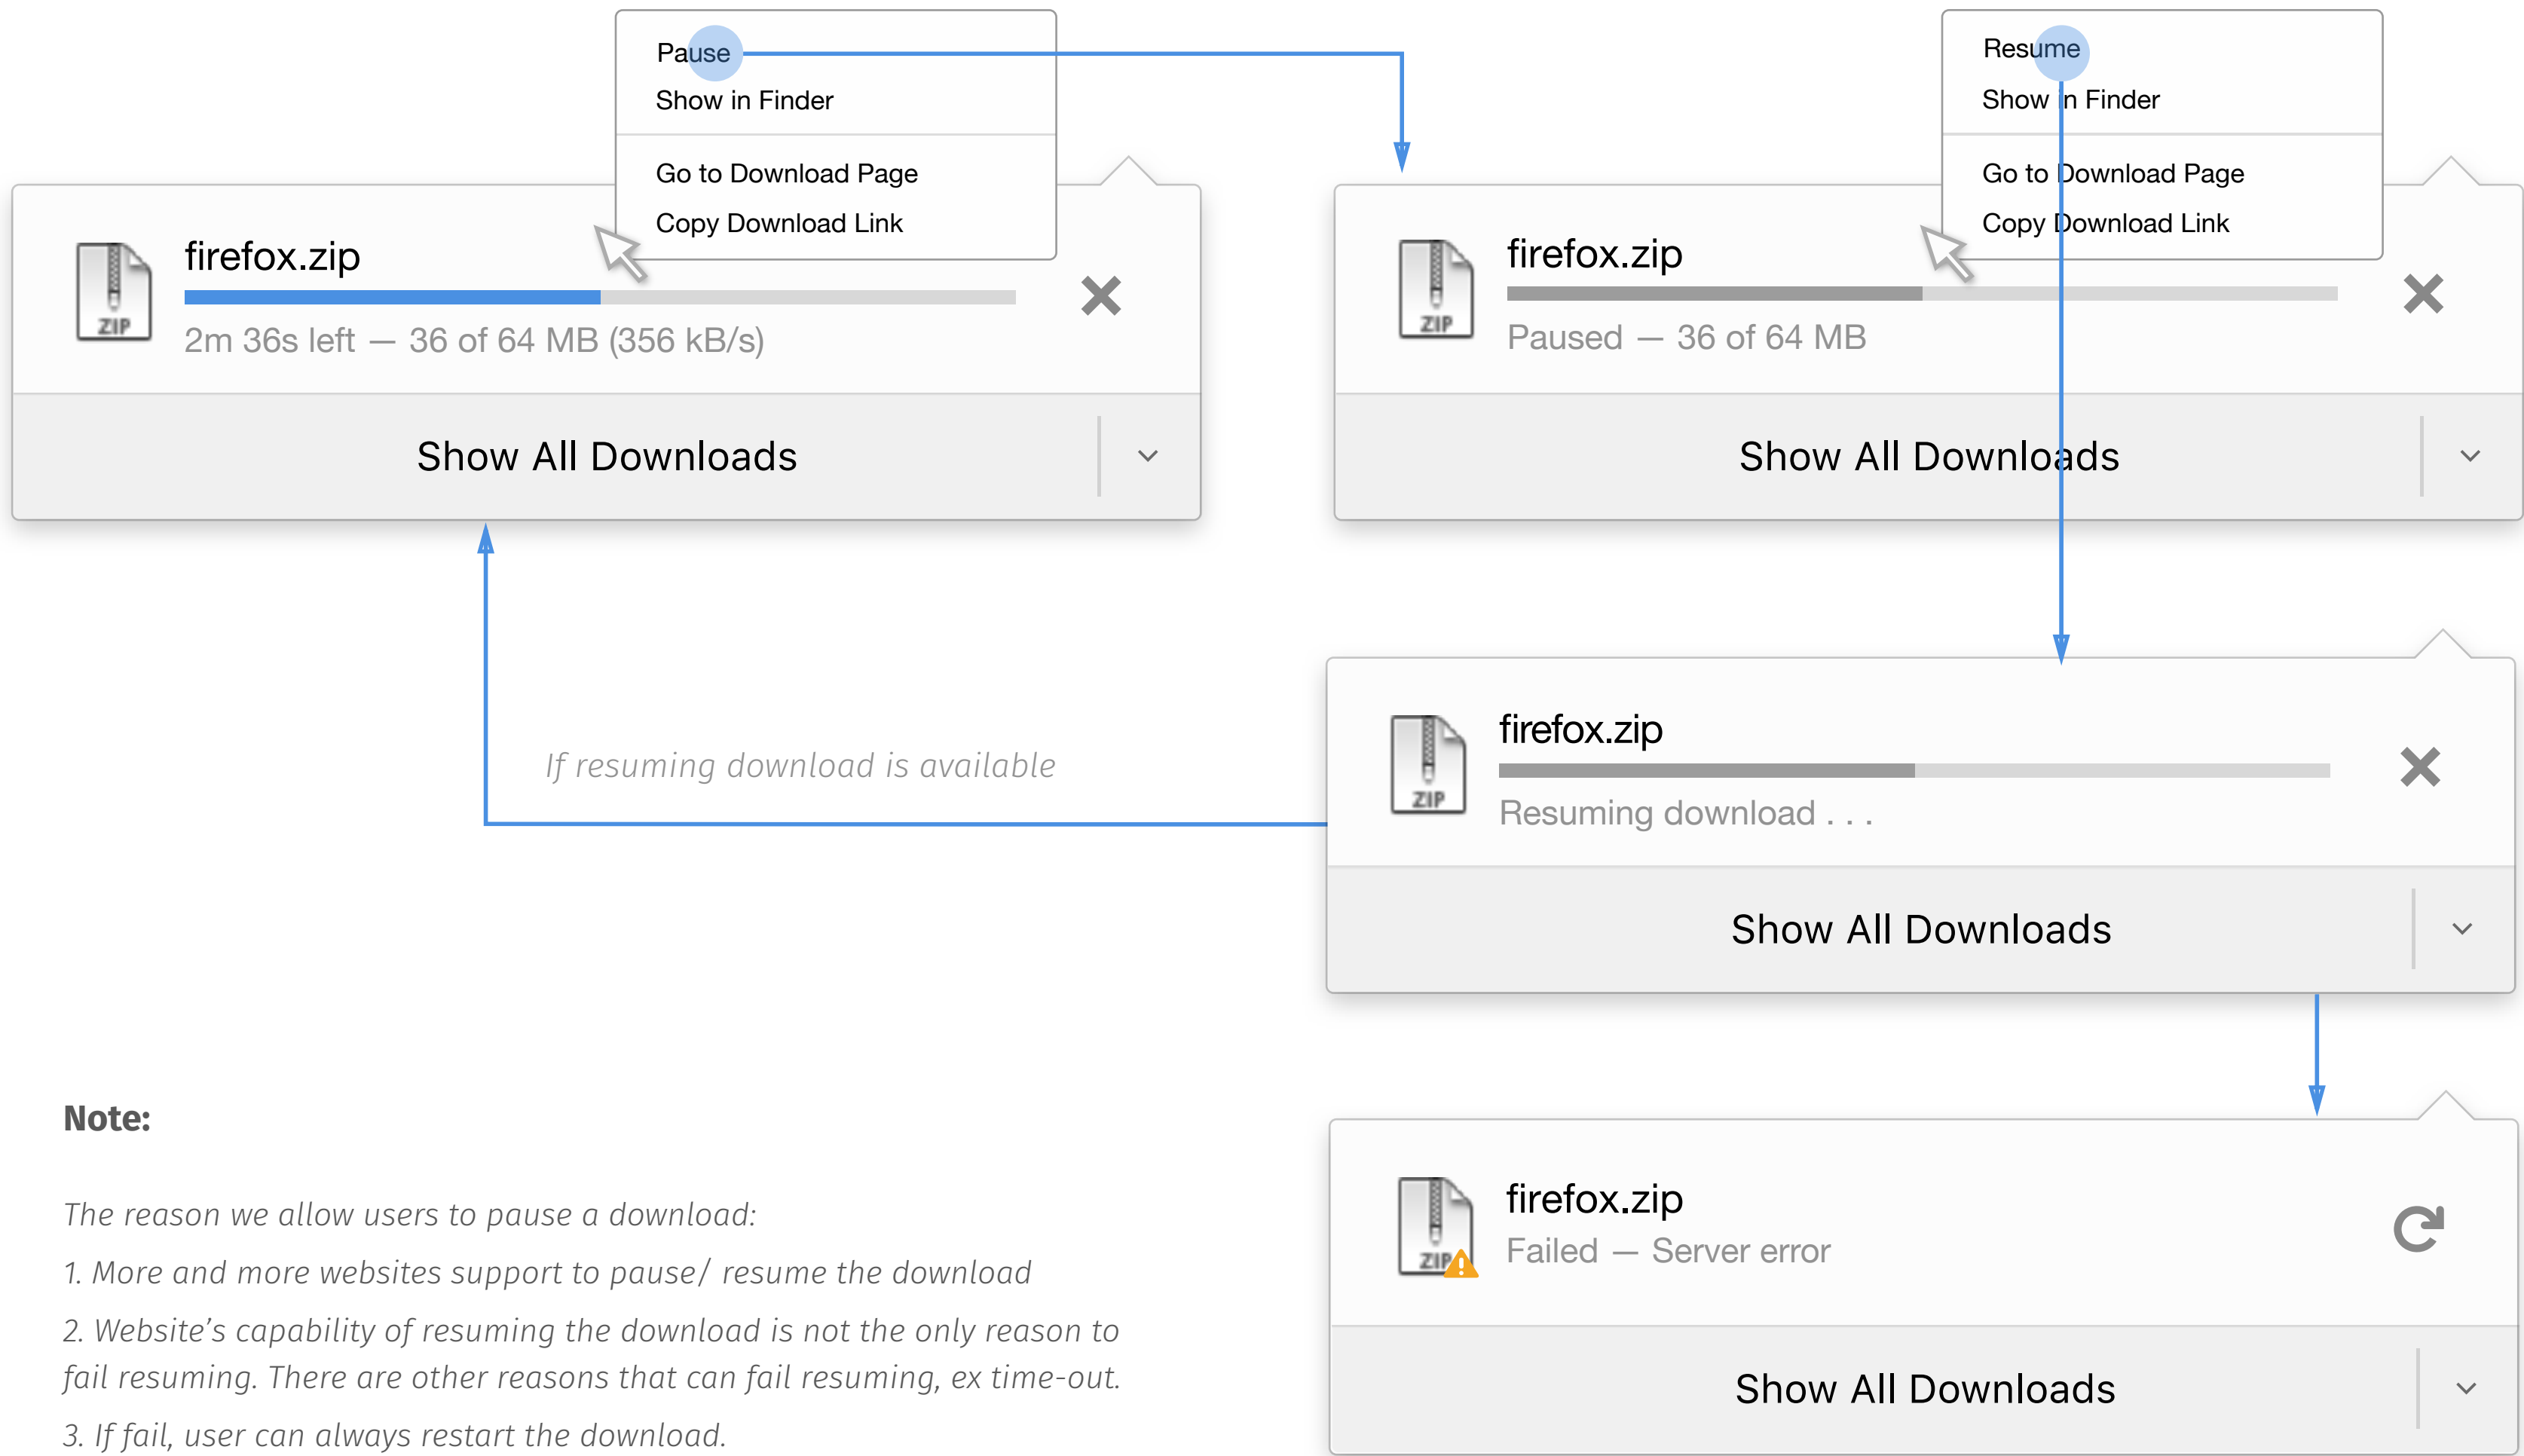 Pause
Show in Finder
Go to Download Page
Copy Download Link
firefox.zip
ZIP
2m 36s left — 36 of 64 MB (356 kB/s)
Show All Downloads
Resume
Show in Finder
Go to Download Page
Copy Download Link
firefox.zip
ZIP
Paused — 36 of 64 MB
Show All Downloads
If resuming download is available
firefox.zip
ZIP
Resuming download . . .
Show All Downloads
Note:
The reason we allow users to pause a download:
1. More and more websites support to pause/ resume the download
2. Website’s capability of resuming the download is not the only reason to
fail resuming. There are other reasons that can fail resuming, ex time-out.
3. If fail, user can always restart the download.
firefox.zip
ZIP
Failed — Server error
Show All Downloads